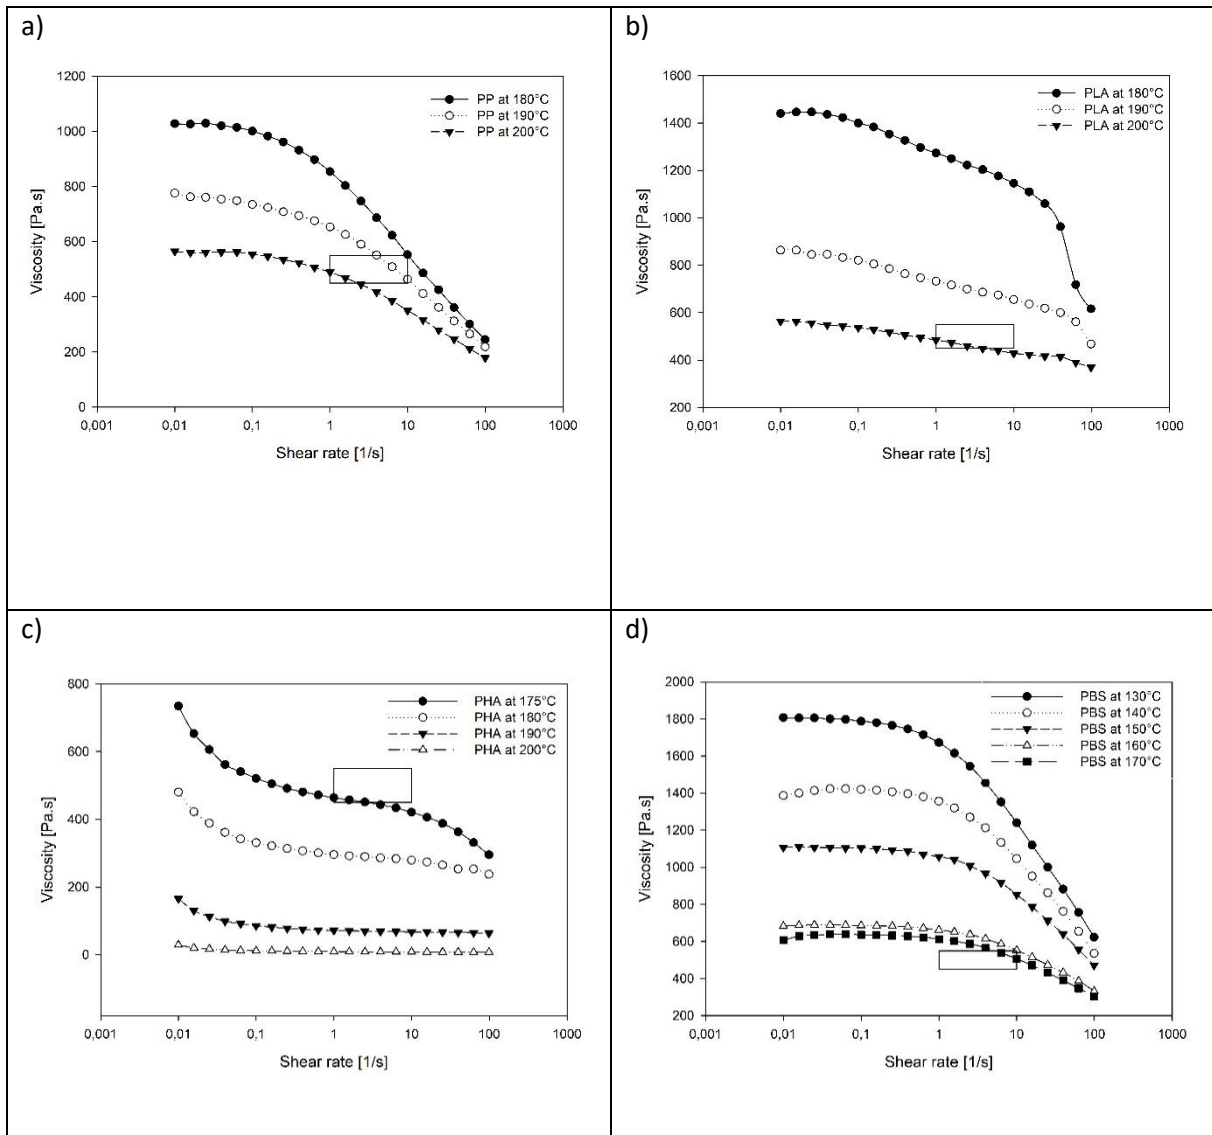 a)
1200
1000
800
600
400
200
0
Viscosity [Pa.s]
PP at 180°C
PP at 190°C
PP at 200°C
0,001 0,01 0,1 1 10 100 1000
Shear rate [1/s]
b)
1600
1400
1200
1000
800
600
400
200
Viscosity [Pa.s]
PLA at 180°C
PLA at 190°C
PLA at 200°C
0,001 0,01 0,1 1 10 100 1000
Shear rate [1/s]
c)
800
600
400
200
0
Viscosity [Pa.s]
PHA at 175°C
PHA at 180°C
PHA at 190°C
PHA at 200°C
0,001 0,01 0,1 1 10 100 1000
Shear rate [1/s]
d)
2000
1800
1600
1400
1200
1000
800
600
400
200
Viscosity [Pa.s]
PBS at 130°C
PBS at 140°C
PBS at 150°C
PBS at 160°C
PBS at 170°C
0,001 0,01 0,1 1 10 100 1000
Shear rate [1/s]